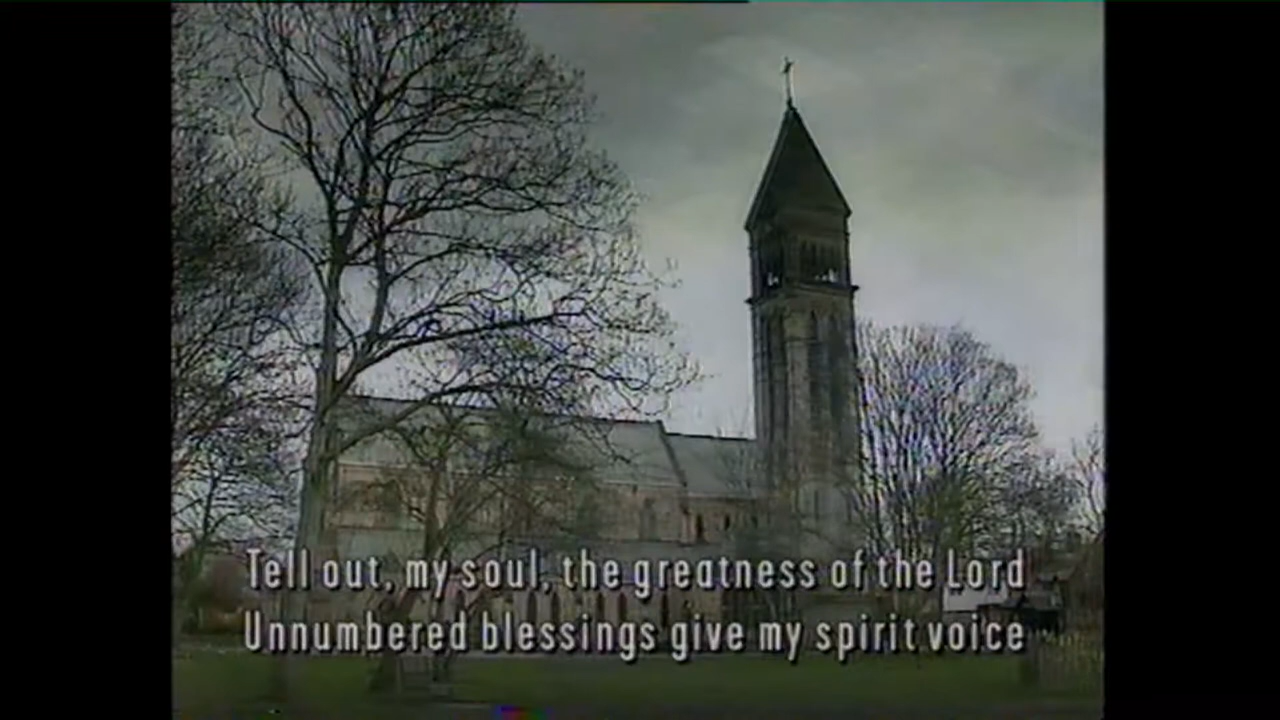 Tell out, my soul, the greatness of the Lord
Unnumbered blessings give my spirit voice